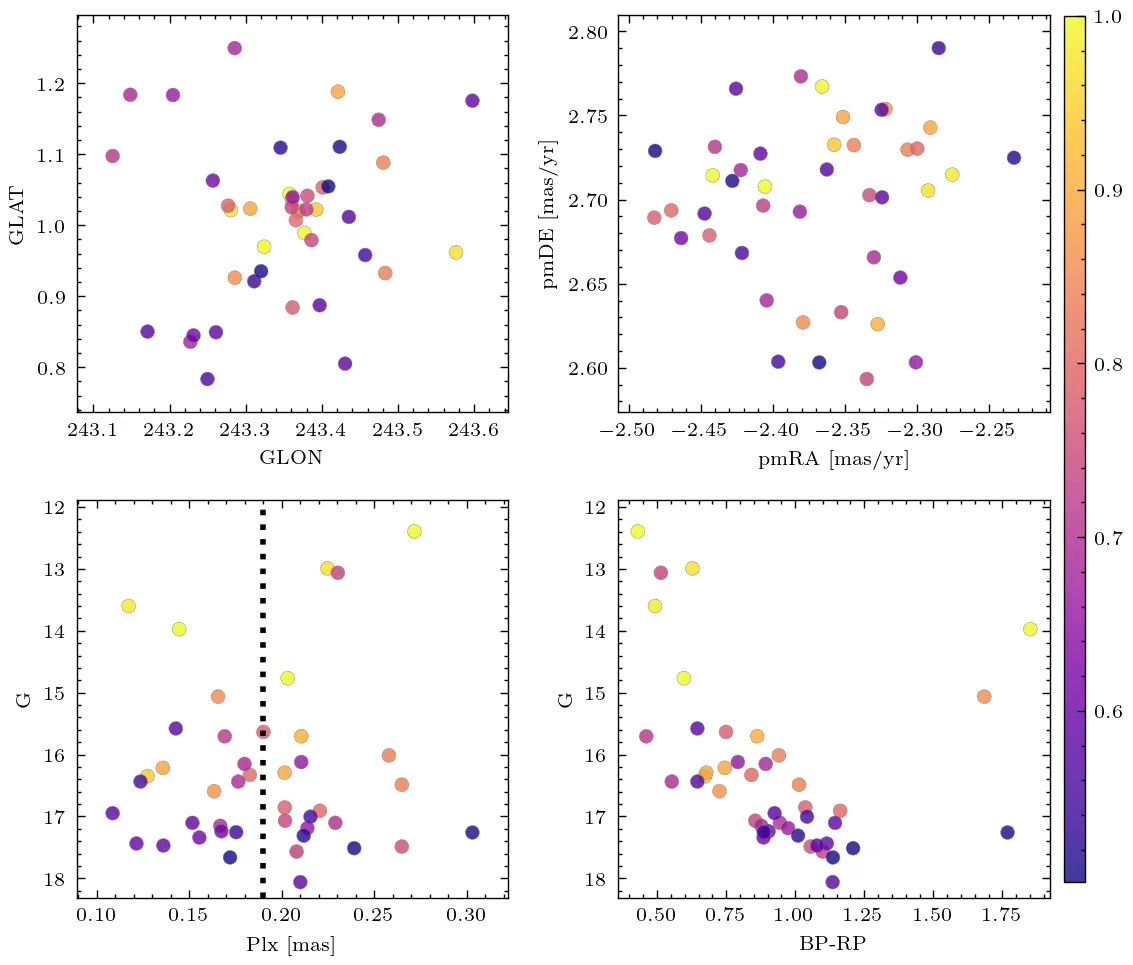 GLAT
1.2
1.1
1.0
0.9
0.8
243.1 243.2 243.3 243.4 243.5 243.6
GLON
pmDE [mas/yr]
2.80
2.75
2.70
2.65
2.60
−2.50 −2.45 −2.40 −2.35 −2.30 −2.25
pmRA [mas/yr]
1.0
0.9
0.8
0.7
0.6
G
12
13
14
15
16
17
18
0.10 0.15 0.20 0.25 0.30
Plx [mas]
G
12
13
14
15
16
17
18
0.50 0.75 1.00 1.25 1.50 1.75
BP-RP